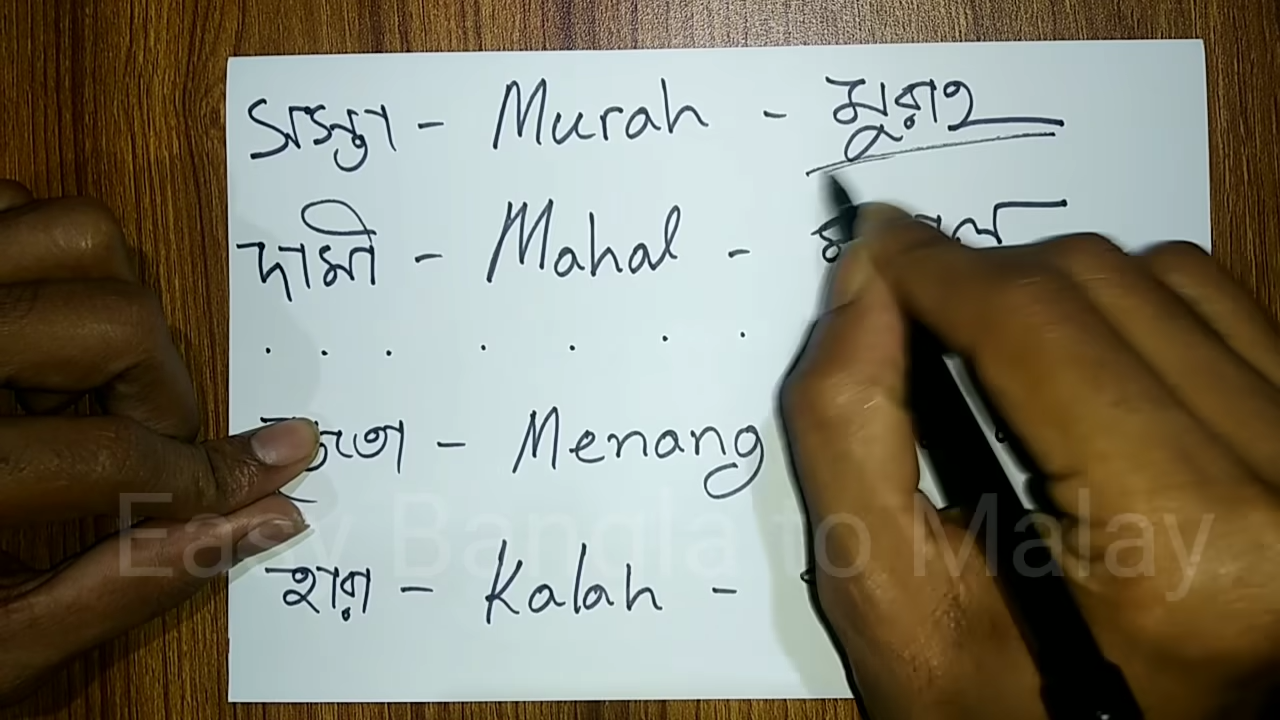 সস্তা - Murah - মুরাহ
দামী - Mahal -
. . . . . . .
- Menang
হার - Kalah -
Easy Bangla to Malay